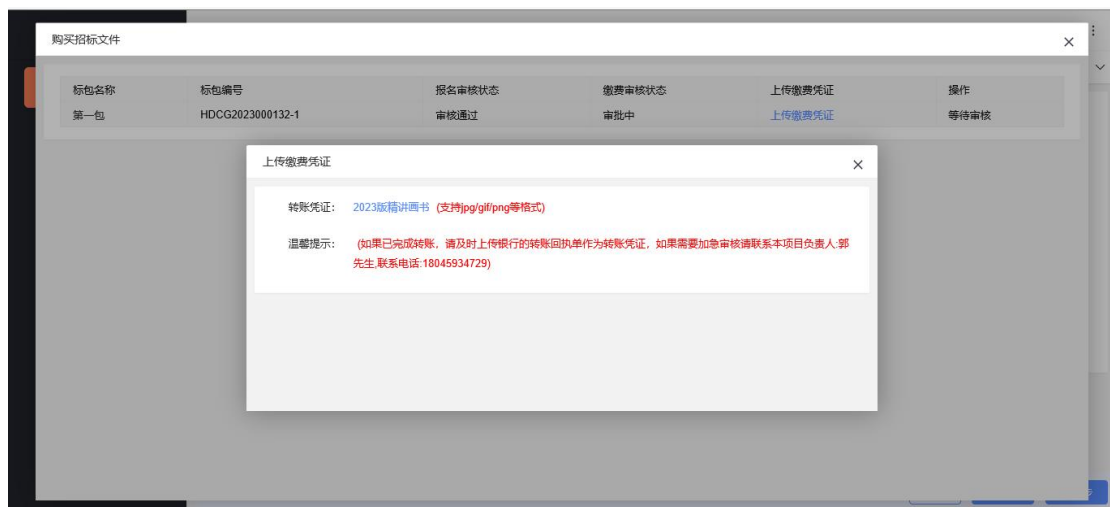 购买招标文件
标包名称 标包编号 报名审核状态 缴费审核状态 上传缴费凭证 操作
第一包 HDCG2023000132-1 审核通过 审批中 上传缴费凭证 等待审核
上传缴费凭证
转账凭证： 2023版精讲画书 (支持jpg/gif/png等格式)
温馨提示： (如果已完成转账，请及时上传银行的转账回执单作为转账凭证，如果需要加急审核请联系本项目负责人:郭
先生,联系电话:18045934729)